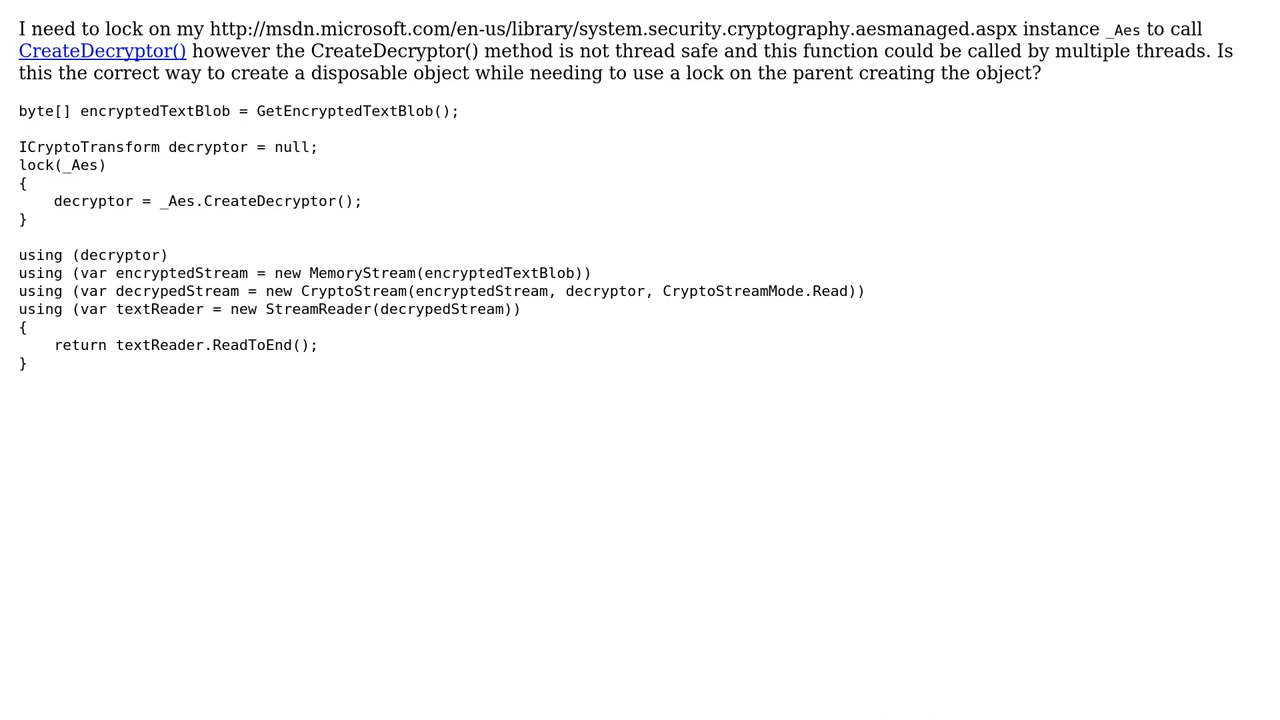 I need to lock on my http://msdn.microsoft.com/en-us/library/system.security.cryptography.aesmanaged.aspx instance _Aes to call
CreateDecryptor() however the CreateDecryptor() method is not thread safe and this function could be called by multiple threads. Is
this the correct way to create a disposable object while needing to use a lock on the parent creating the object?
byte[] encryptedTextBlob = GetEncryptedTextBlob();
ICryptoTransform decryptor = null;
lock(_Aes)
{
    decryptor = _Aes.CreateDecryptor();
}
using (decryptor)
using (var encryptedStream = new MemoryStream(encryptedTextBlob))
using (var decrypedStream = new CryptoStream(encryptedStream, decryptor, CryptoStreamMode.Read))
using (var textReader = new StreamReader(decrypedStream))
{
    return textReader.ReadToEnd();
}